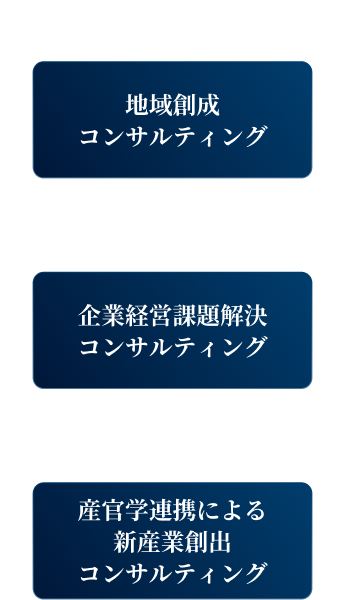 地域創成
コンサルティング
企業経営課題解決
コンサルティング
産官学連携による
新産業創出
コンサルティング